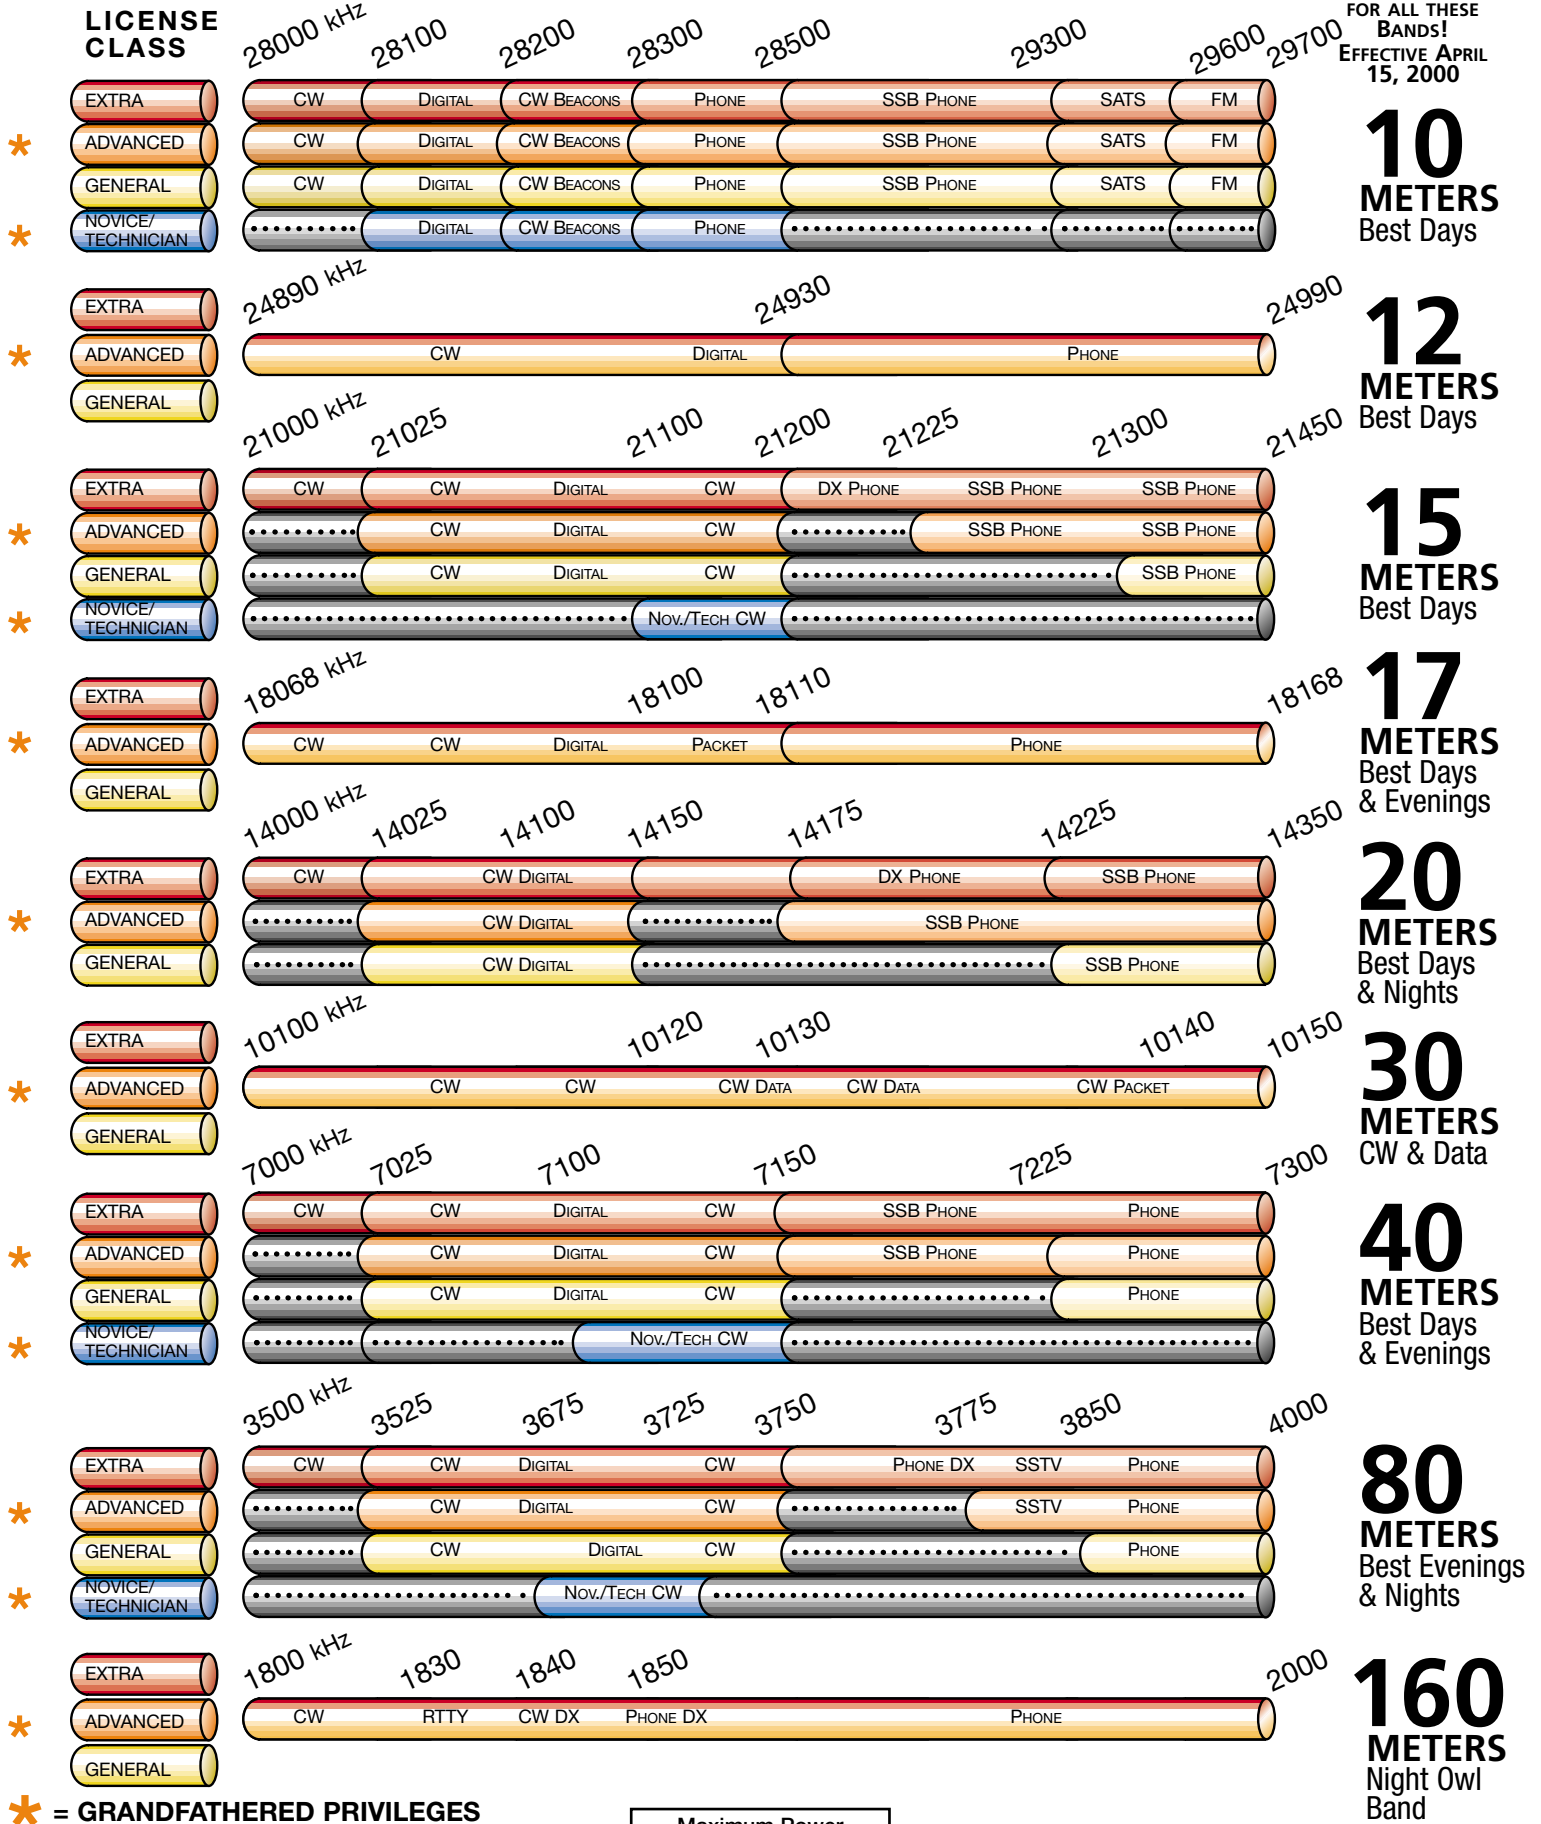 LICENSE
CLASS
28000 kHz 28100 28200 28300 28500 29300 29600 29700
FOR ALL THESE
BANDS!
EFFECTIVE APRIL
15, 2000
EXTRA CW DIGITAL CW BEACONS PHONE SSB PHONE SATS FM
* ADVANCED CW DIGITAL CW BEACONS PHONE SSB PHONE SATS FM
GENERAL CW DIGITAL CW BEACONS PHONE SSB PHONE SATS FM
* NOVICE/
TECHNICIAN DIGITAL CW BEACONS PHONE
10
METERS
Best Days
24890 kHz 24930 24990
EXTRA
* ADVANCED CW DIGITAL PHONE
GENERAL
12
METERS
Best Days
21000 kHz 21025 21100 21200 21225 21300 21450
EXTRA CW CW DIGITAL CW DX PHONE SSB PHONE SSB PHONE
* ADVANCED CW DIGITAL CW SSB PHONE SSB PHONE
GENERAL CW DIGITAL CW SSB PHONE
* NOVICE/
TECHNICIAN NOV./TECH CW
15
METERS
Best Days
18068 kHz 18100 18110 18168
EXTRA
* ADVANCED CW CW DIGITAL PACKET PHONE
GENERAL
17
METERS
Best Days
& Evenings
14000 kHz 14025 14100 14150 14175 14225 14350
EXTRA CW CW DIGITAL DX PHONE SSB PHONE
* ADVANCED CW DIGITAL SSB PHONE
GENERAL CW DIGITAL SSB PHONE
20
METERS
Best Days
& Nights
10100 kHz 10120 10130 10140 10150
EXTRA
* ADVANCED CW CW CW DATA CW DATA CW PACKET
GENERAL
30
METERS
CW & Data
7000 kHz 7025 7100 7150 7225 7300
EXTRA CW CW DIGITAL CW SSB PHONE PHONE
* ADVANCED CW DIGITAL CW SSB PHONE PHONE
GENERAL CW DIGITAL CW PHONE
* NOVICE/
TECHNICIAN NOV./TECH CW
40
METERS
Best Days
& Evenings
3500 kHz 3525 3675 3725 3750 3775 3850 4000
EXTRA CW CW DIGITAL CW PHONE DX SSTV PHONE
* ADVANCED CW DIGITAL CW SSTV PHONE
GENERAL CW DIGITAL CW PHONE
* NOVICE/
TECHNICIAN NOV./TECH CW
80
METERS
Best Evenings
& Nights
1800 kHz 1830 1840 1850 2000
EXTRA
* ADVANCED CW RTTY CW DX PHONE DX PHONE
GENERAL
160
METERS
Night Owl
Band
* = GRANDFATHERED PRIVILEGES
Maximum Power